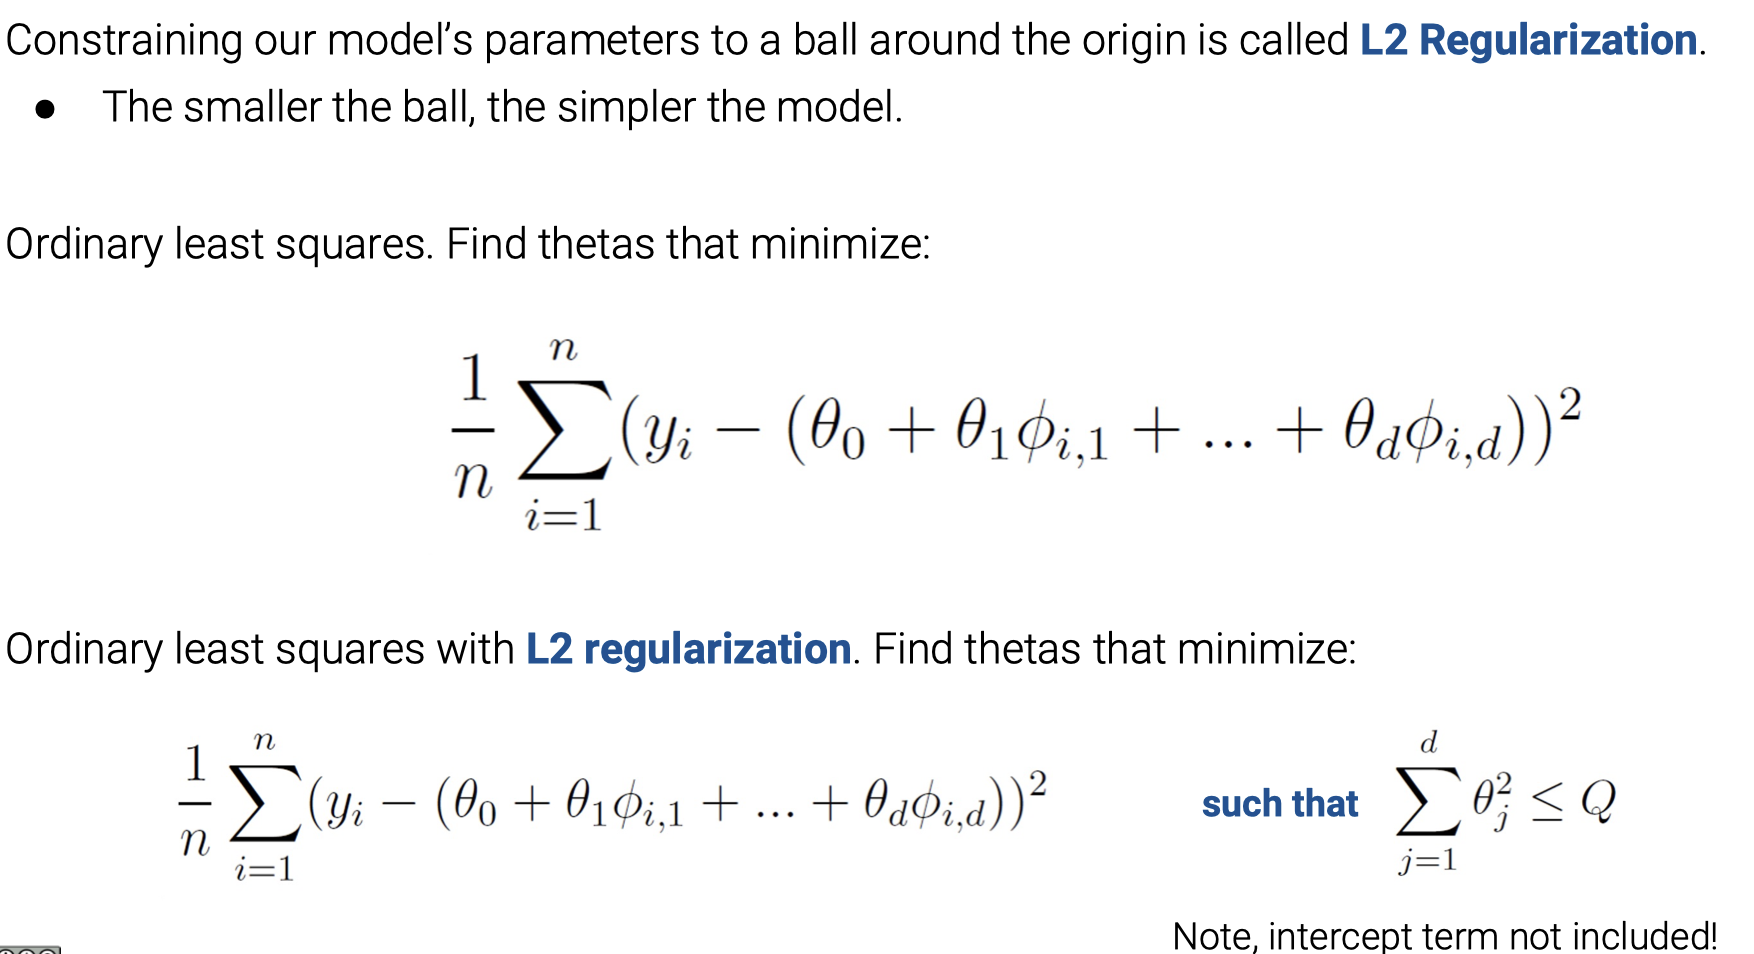 Constraining our model’s parameters to a ball around the origin is called L2 Regularization.
● The smaller the ball, the simpler the model.
Ordinary least squares. Find thetas that minimize:
\frac{1}{n} \sum_{i=1}^{n} (y_i - (\theta_0 + \theta_1 \phi_{i,1} + ... + \theta_d \phi_{i,d}))^2
Ordinary least squares with L2 regularization. Find thetas that minimize:
\frac{1}{n} \sum_{i=1}^{n} (y_i - (\theta_0 + \theta_1 \phi_{i,1} + ... + \theta_d \phi_{i,d}))^2 such that \sum_{j=1}^{d} \theta_j^2 \leq Q
Note, intercept term not included!